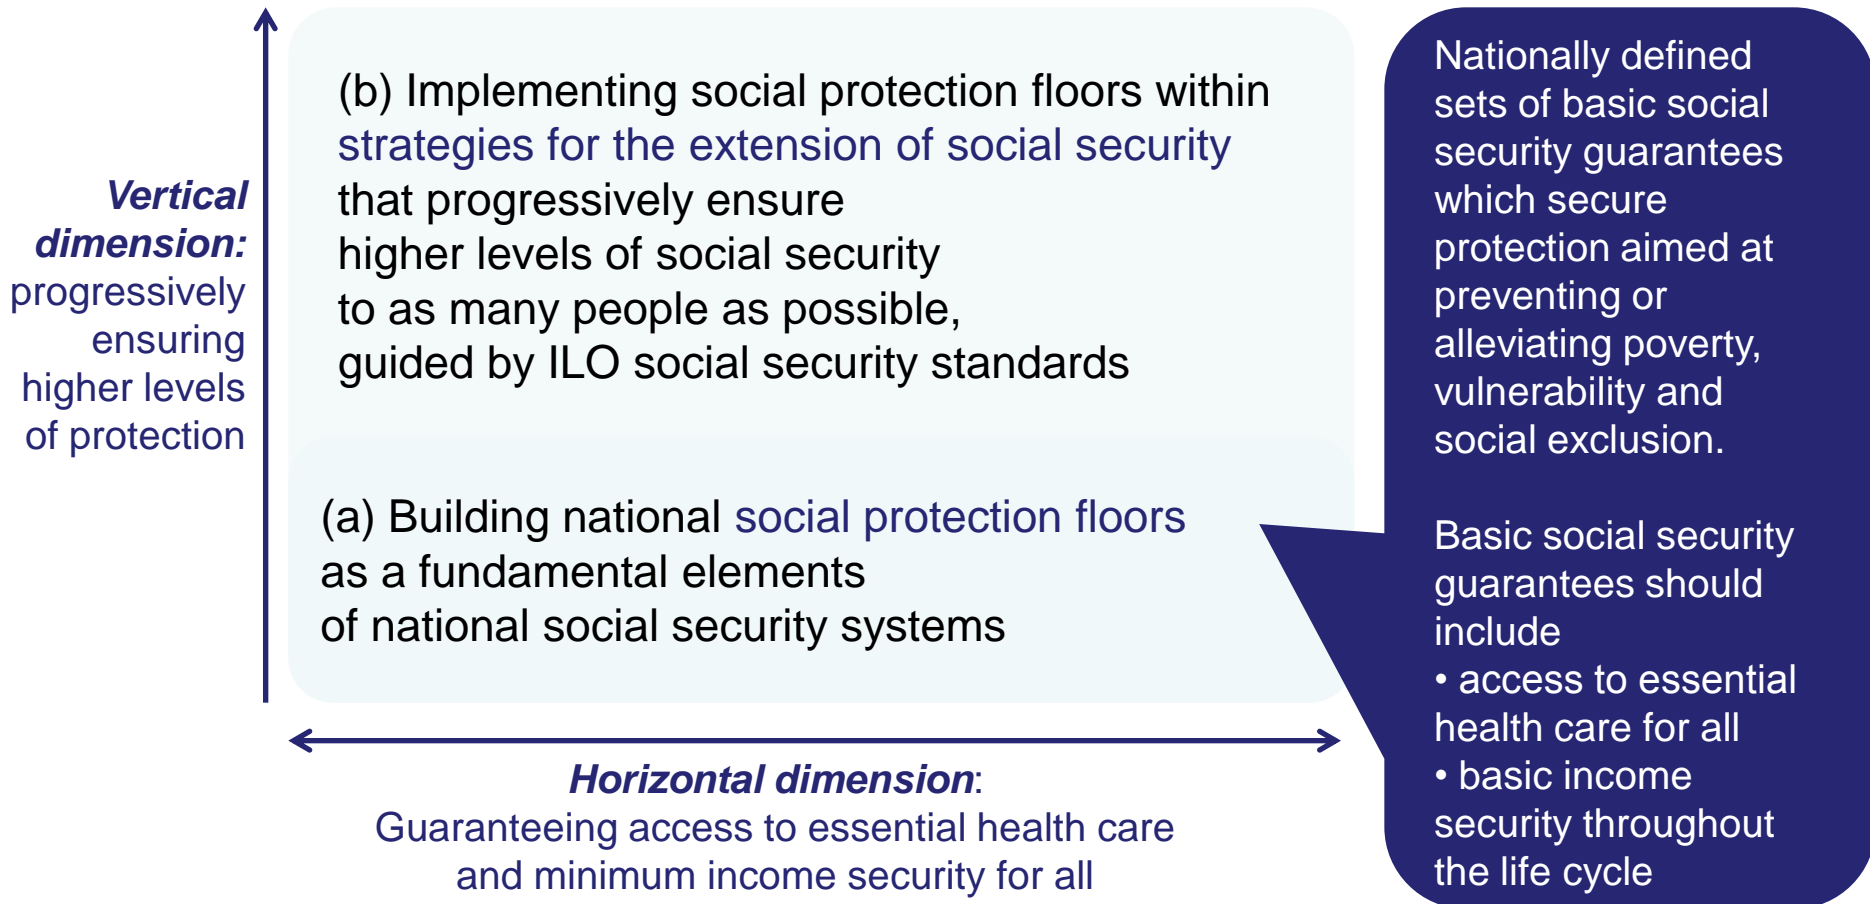 Vertical
dimension:
progressively
ensuring
higher levels
of protection
(b) Implementing social protection floors within
strategies for the extension of social security
that progressively ensure
higher levels of social security
to as many people as possible,
guided by ILO social security standards
(a) Building national social protection floors
as a fundamental elements
of national social security systems
Horizontal dimension:
Guaranteeing access to essential health care
and minimum income security for all
Nationally defined
sets of basic social
security guarantees
which secure
protection aimed at
preventing or
alleviating poverty,
vulnerability and
social exclusion.
Basic social security
guarantees should
include
• access to essential
health care for all
• basic income
security throughout
the life cycle